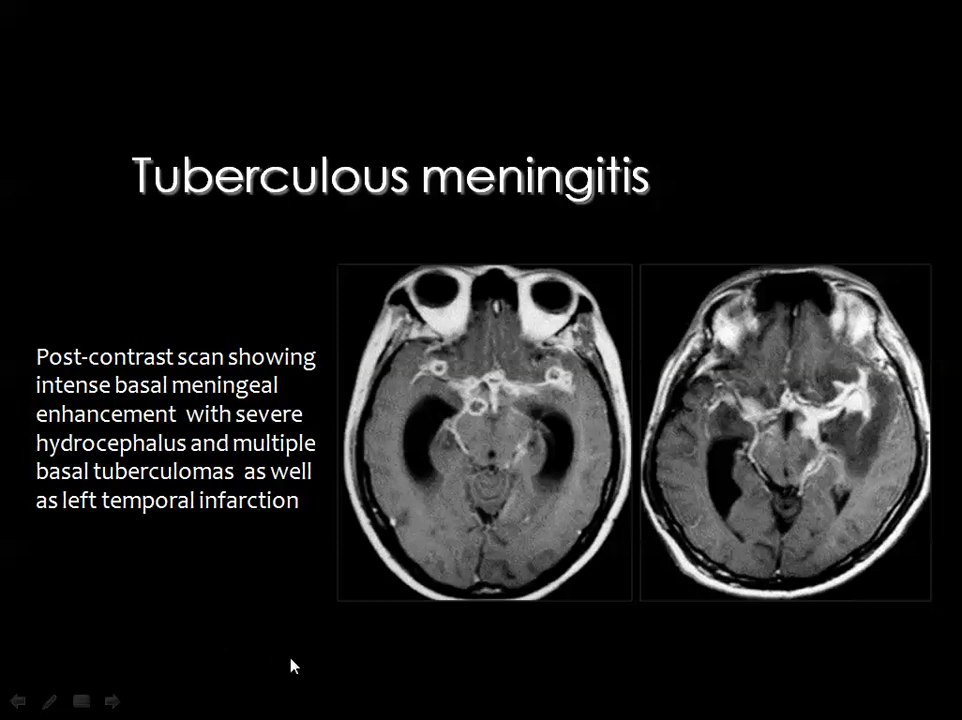 Tuberculous meningitis
Post-contrast scan showing
intense basal meningeal
enhancement with severe
hydrocephalus and multiple
basal tuberculomas as well
as left temporal infarction